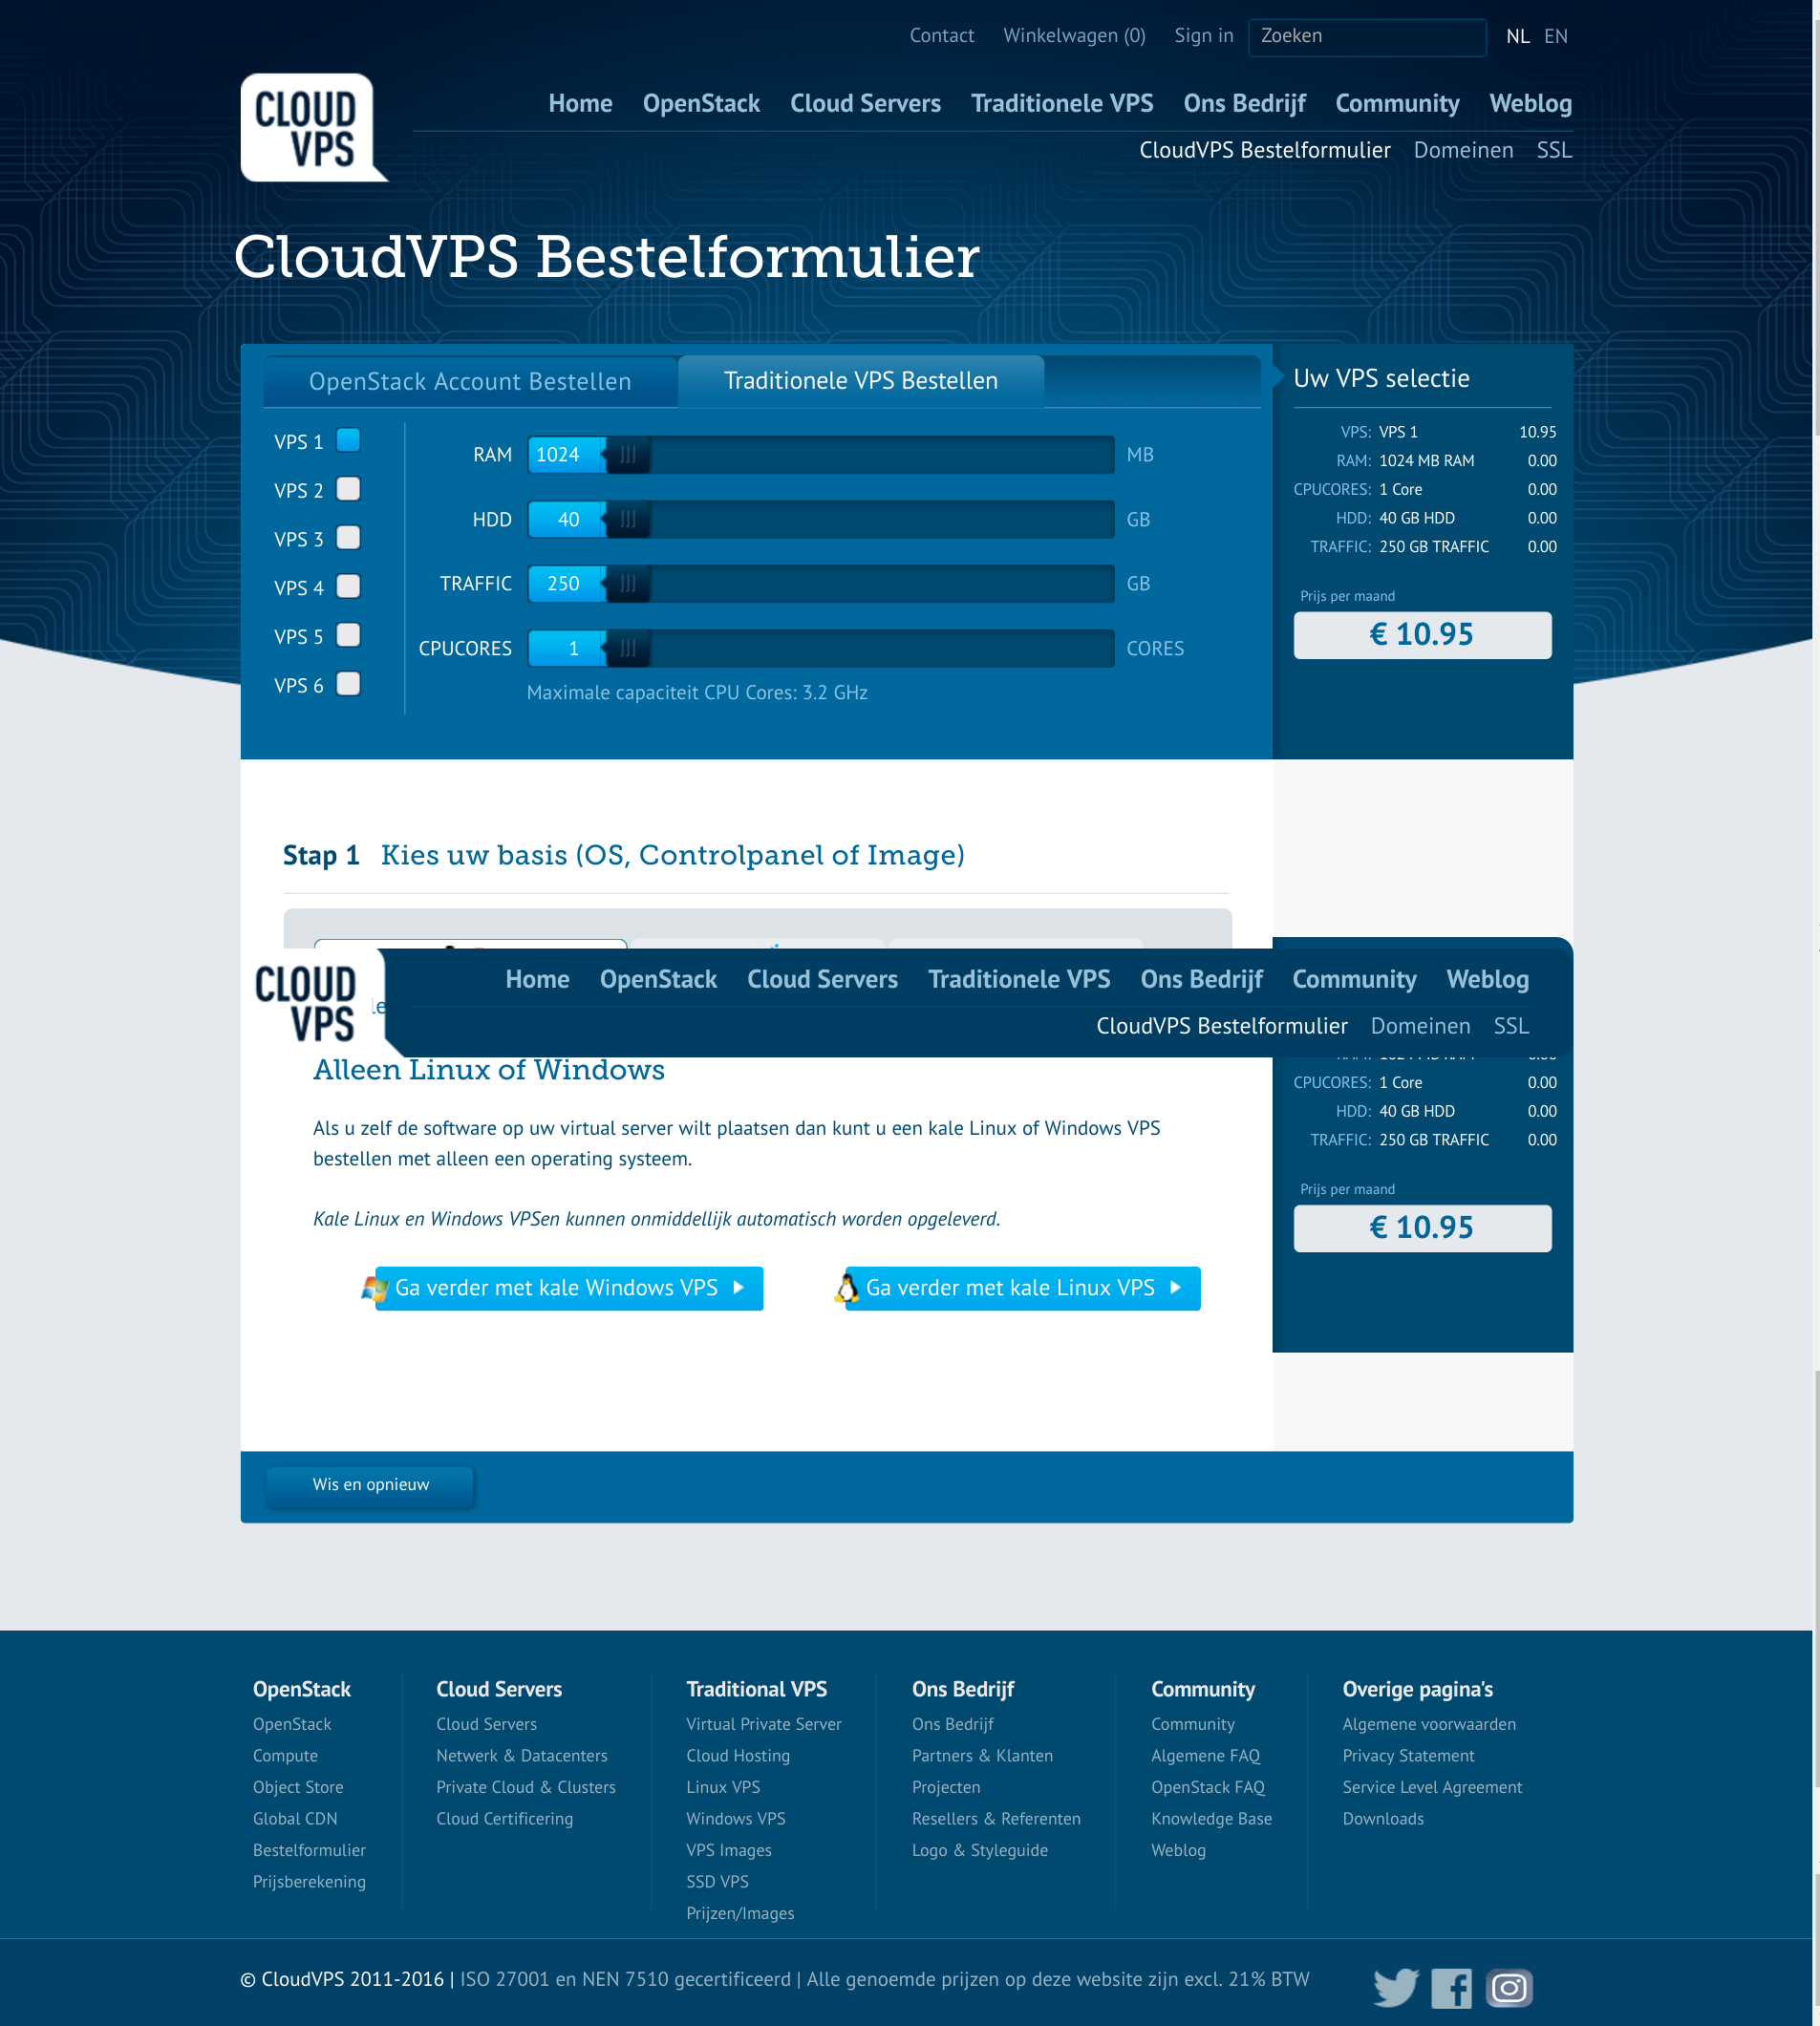 Contact Winkelwagen (0) Sign in Zoeken NL EN
CLOUD VPS
Home OpenStack Cloud Servers Traditionele VPS Ons Bedrijf Community Weblog
CloudVPS Bestelformulier Domeinen SSL
CloudVPS Bestelformulier
OpenStack Account Bestellen Traditionele VPS Bestellen
VPS 1
VPS 2
VPS 3
VPS 4
VPS 5
VPS 6
RAM 1024 MB
HDD 40 GB
TRAFFIC 250 GB
CPUCORES 1 CORES
Maximale capaciteit CPU Cores: 3.2 GHz
Uw VPS selectie
VPS: VPS 1 10.95
RAM: 1024 MB RAM 0.00
CPUCORES: 1 Core 0.00
HDD: 40 GB HDD 0.00
TRAFFIC: 250 GB TRAFFIC 0.00
Prijs per maand
€ 10.95
Stap 1 Kies uw basis (OS, Controlpanel of Image)
CLOUD VPS
Home OpenStack Cloud Servers Traditionele VPS Ons Bedrijf Community Weblog
CloudVPS Bestelformulier Domeinen SSL
Alleen Linux of Windows
Als u zelf de software op uw virtual server wilt plaatsen dan kunt u een kale Linux of Windows VPS
bestellen met alleen een operating systeem.
Kale Linux en Windows VPSen kunnen onmiddellijk automatisch worden opgeleverd.
Ga verder met kale Windows VPS Ga verder met kale Linux VPS
CPUCORES: 1 Core 0.00
HDD: 40 GB HDD 0.00
TRAFFIC: 250 GB TRAFFIC 0.00
Prijs per maand
€ 10.95
Wis en opnieuw
OpenStack
OpenStack
Compute
Object Store
Global CDN
Bestelformulier
Prijsberekening
Cloud Servers
Cloud Servers
Netwerk & Datacenters
Private Cloud & Clusters
Cloud Certificering
Traditional VPS
Virtual Private Server
Cloud Hosting
Linux VPS
Windows VPS
VPS Images
SSD VPS
Prijzen/Images
Ons Bedrijf
Ons Bedrijf
Partners & Klanten
Projecten
Resellers & Referenten
Logo & Styleguide
Community
Community
Algemene FAQ
OpenStack FAQ
Knowledge Base
Weblog
Overige pagina's
Algemene voorwaarden
Privacy Statement
Service Level Agreement
Downloads
© CloudVPS 2011-2016 | ISO 27001 en NEN 7510 gecertificeerd | Alle genoemde prijzen op deze website zijn excl. 21% BTW